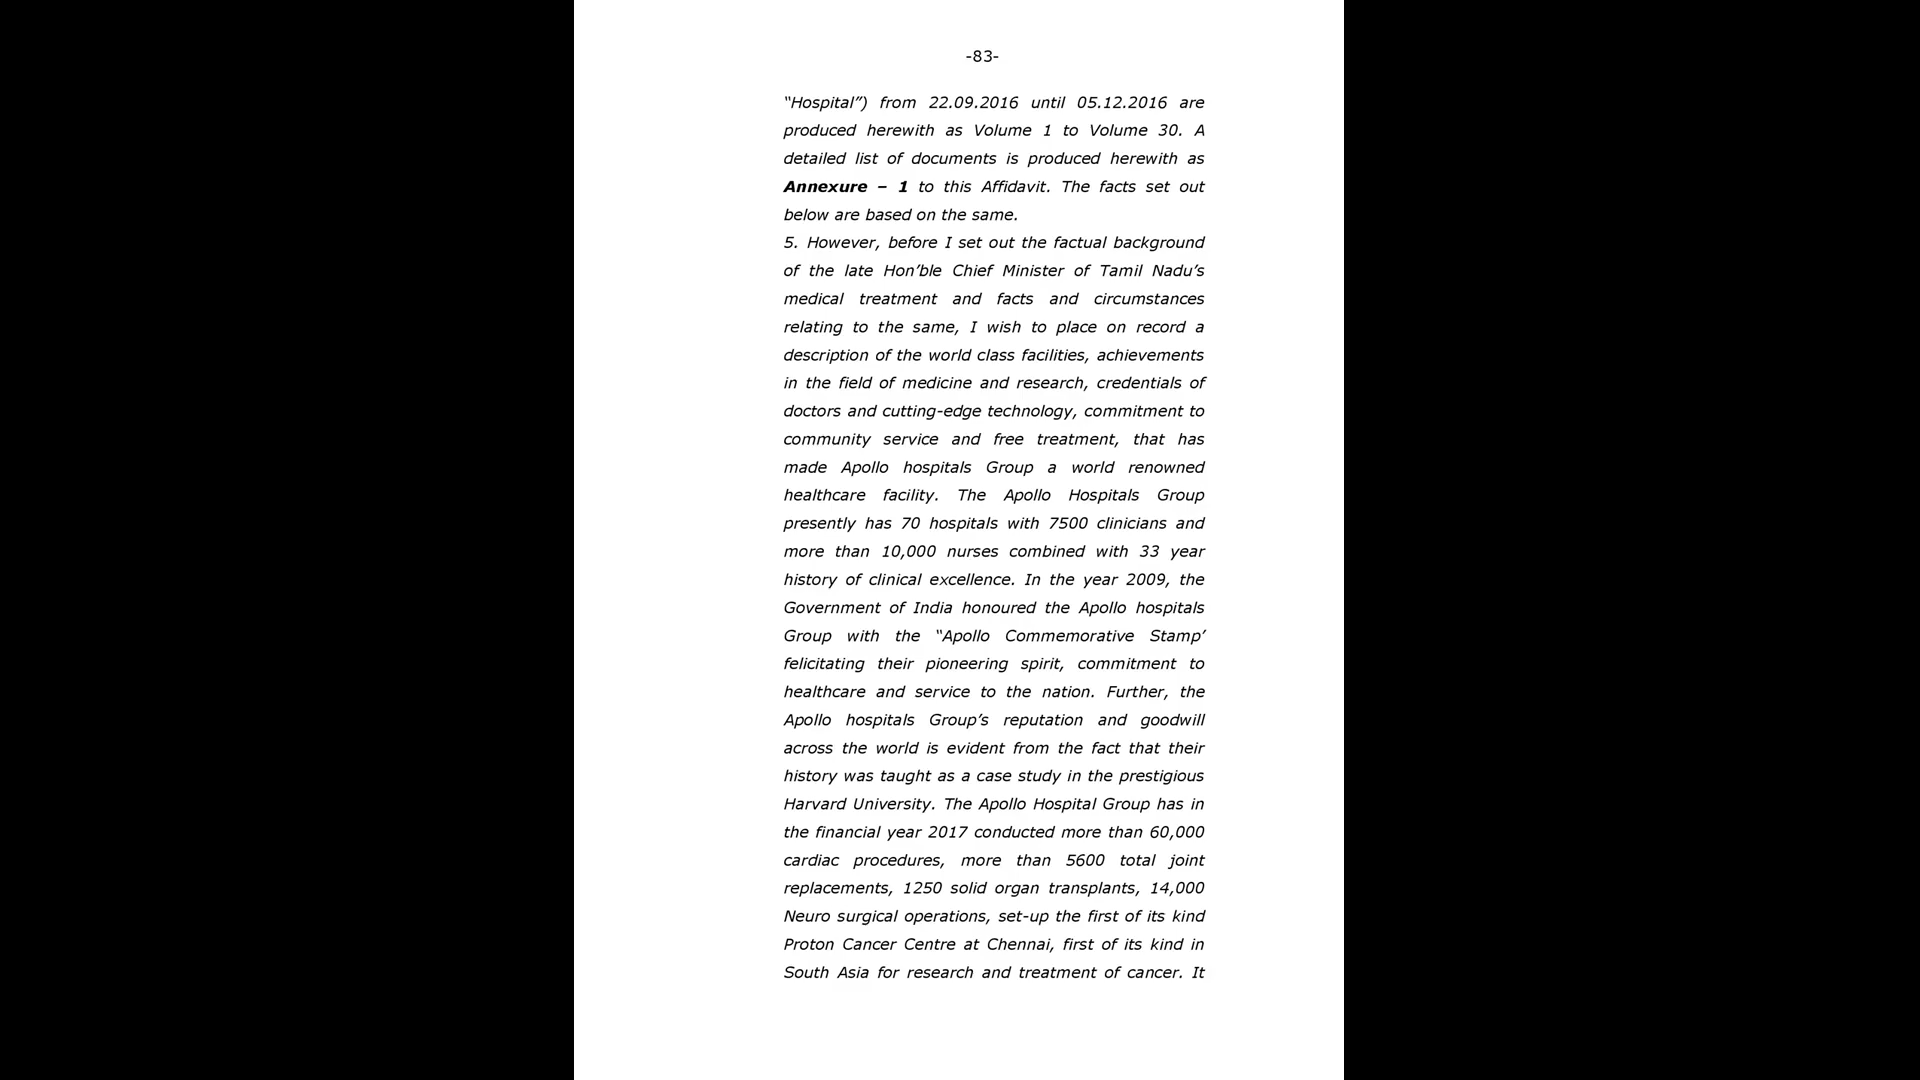 -83-
“Hospital”) from 22.09.2016 until 05.12.2016 are
produced herewith as Volume 1 to Volume 30. A
detailed list of documents is produced herewith as
Annexure – 1 to this Affidavit. The facts set out
below are based on the same.
5. However, before I set out the factual background
of the late Hon’ble Chief Minister of Tamil Nadu’s
medical treatment and facts and circumstances
relating to the same, I wish to place on record a
description of the world class facilities, achievements
in the field of medicine and research, credentials of
doctors and cutting-edge technology, commitment to
community service and free treatment, that has
made Apollo hospitals Group a world renowned
healthcare facility. The Apollo Hospitals Group
presently has 70 hospitals with 7500 clinicians and
more than 10,000 nurses combined with 33 year
history of clinical excellence. In the year 2009, the
Government of India honoured the Apollo hospitals
Group with the “Apollo Commemorative Stamp’
felicitating their pioneering spirit, commitment to
healthcare and service to the nation. Further, the
Apollo hospitals Group’s reputation and goodwill
across the world is evident from the fact that their
history was taught as a case study in the prestigious
Harvard University. The Apollo Hospital Group has in
the financial year 2017 conducted more than 60,000
cardiac procedures, more than 5600 total joint
replacements, 1250 solid organ transplants, 14,000
Neuro surgical operations, set-up the first of its kind
Proton Cancer Centre at Chennai, first of its kind in
South Asia for research and treatment of cancer. It